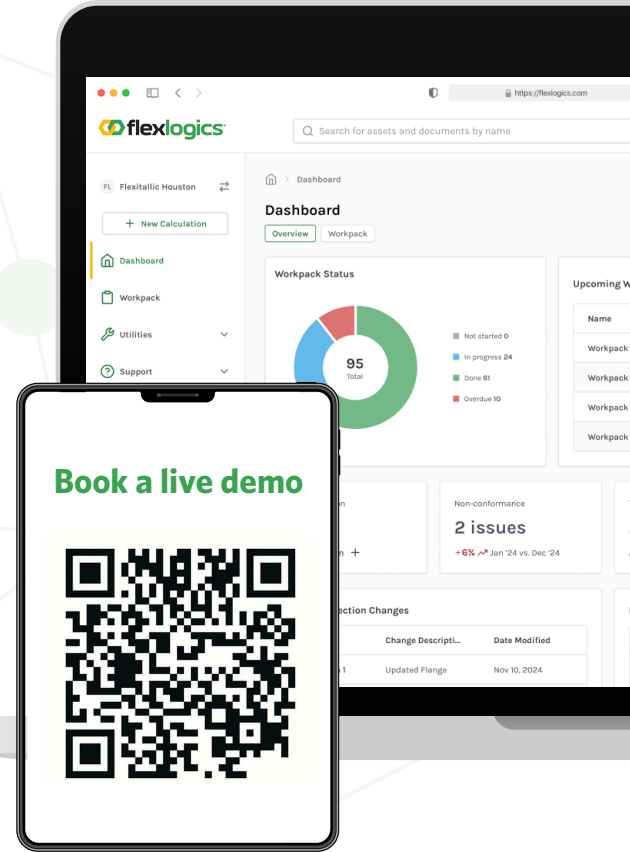 https://flexlogics.com
flexlogics™
Search for assets and documents by name
FL Flexitallic Houston
Dashboard
+ New Calculation
Dashboard
Overview Workpack
Dashboard
Workpack
Utilities
Support
Workpack Status
95
Total
Not started 0
In progress 24
Done 61
Overdue 10
Upcoming W
Name
Workpack
Workpack
Workpack
Workpack
Book a live demo
Non-conformance
2 issues
+6% Jan '24 vs. Dec '24
ection Changes
Change Descripti... Date Modified
1 Updated Flange Nov 10, 2024